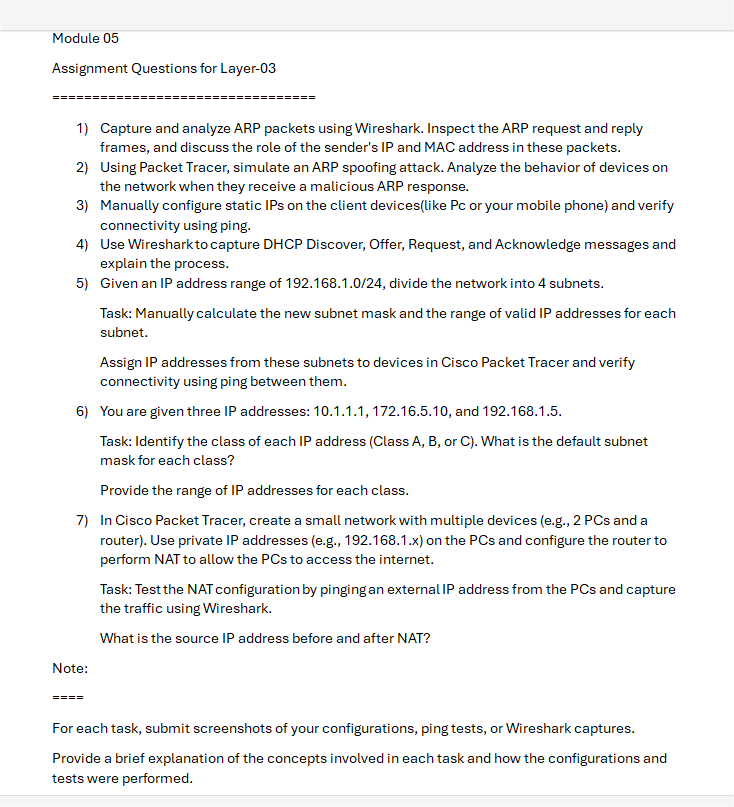 Module 05
Assignment Questions for Layer-03
=================================
1) Capture and analyze ARP packets using Wireshark. Inspect the ARP request and reply
frames, and discuss the role of the sender's IP and MAC address in these packets.
2) Using Packet Tracer, simulate an ARP spoofing attack. Analyze the behavior of devices on
the network when they receive a malicious ARP response.
3) Manually configure static IPs on the client devices(like Pc or your mobile phone) and verify
connectivity using ping.
4) Use Wireshark to capture DHCP Discover, Offer, Request, and Acknowledge messages and
explain the process.
5) Given an IP address range of 192.168.1.0/24, divide the network into 4 subnets.
Task: Manually calculate the new subnet mask and the range of valid IP addresses for each
subnet.
Assign IP addresses from these subnets to devices in Cisco Packet Tracer and verify
connectivity using ping between them.
6) You are given three IP addresses: 10.1.1.1, 172.16.5.10, and 192.168.1.5.
Task: Identify the class of each IP address (Class A, B, or C). What is the default subnet
mask for each class?
Provide the range of IP addresses for each class.
7) In Cisco Packet Tracer, create a small network with multiple devices (e.g., 2 PCs and a
router). Use private IP addresses (e.g., 192.168.1.x) on the PCs and configure the router to
perform NAT to allow the PCs to access the internet.
Task: Test the NAT configuration by pinging an external IP address from the PCs and capture
the traffic using Wireshark.
What is the source IP address before and after NAT?
Note:
====
For each task, submit screenshots of your configurations, ping tests, or Wireshark captures.
Provide a brief explanation of the concepts involved in each task and how the configurations and
tests were performed.